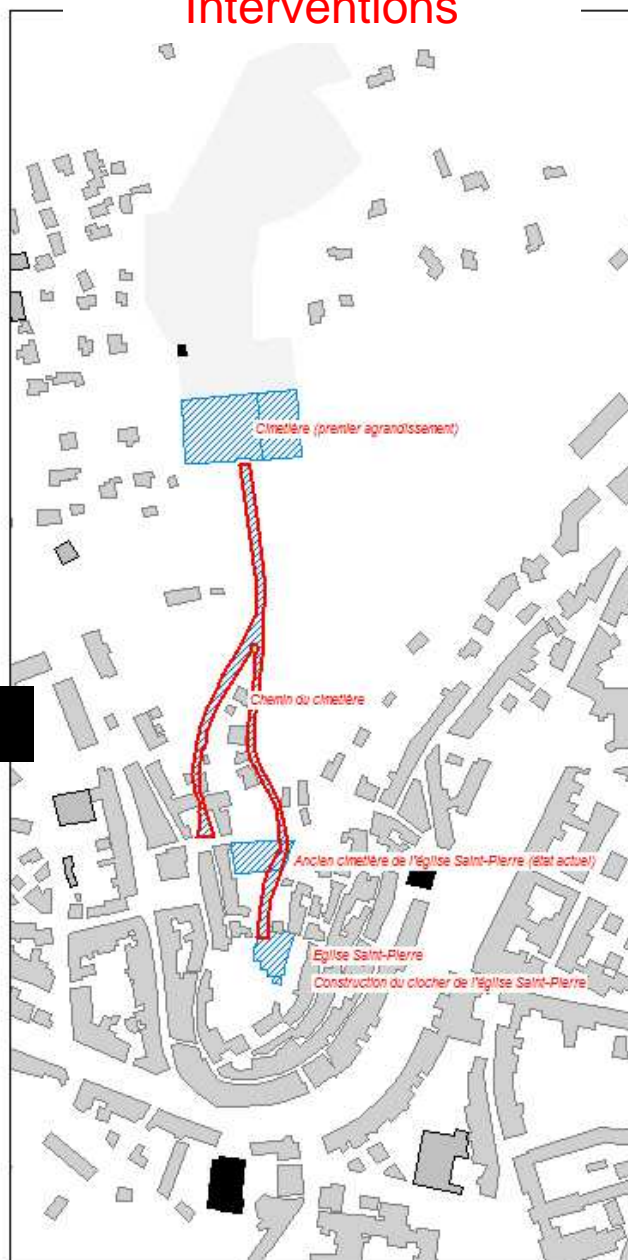 Interventions
Cimetière (premier agrandissement)
Chemin du cimetière
Ancien cimetière de l'église Saint-Pierre (état actuel)
Eglise Saint-Pierre
Construction du clocher de l'église Saint-Pierre